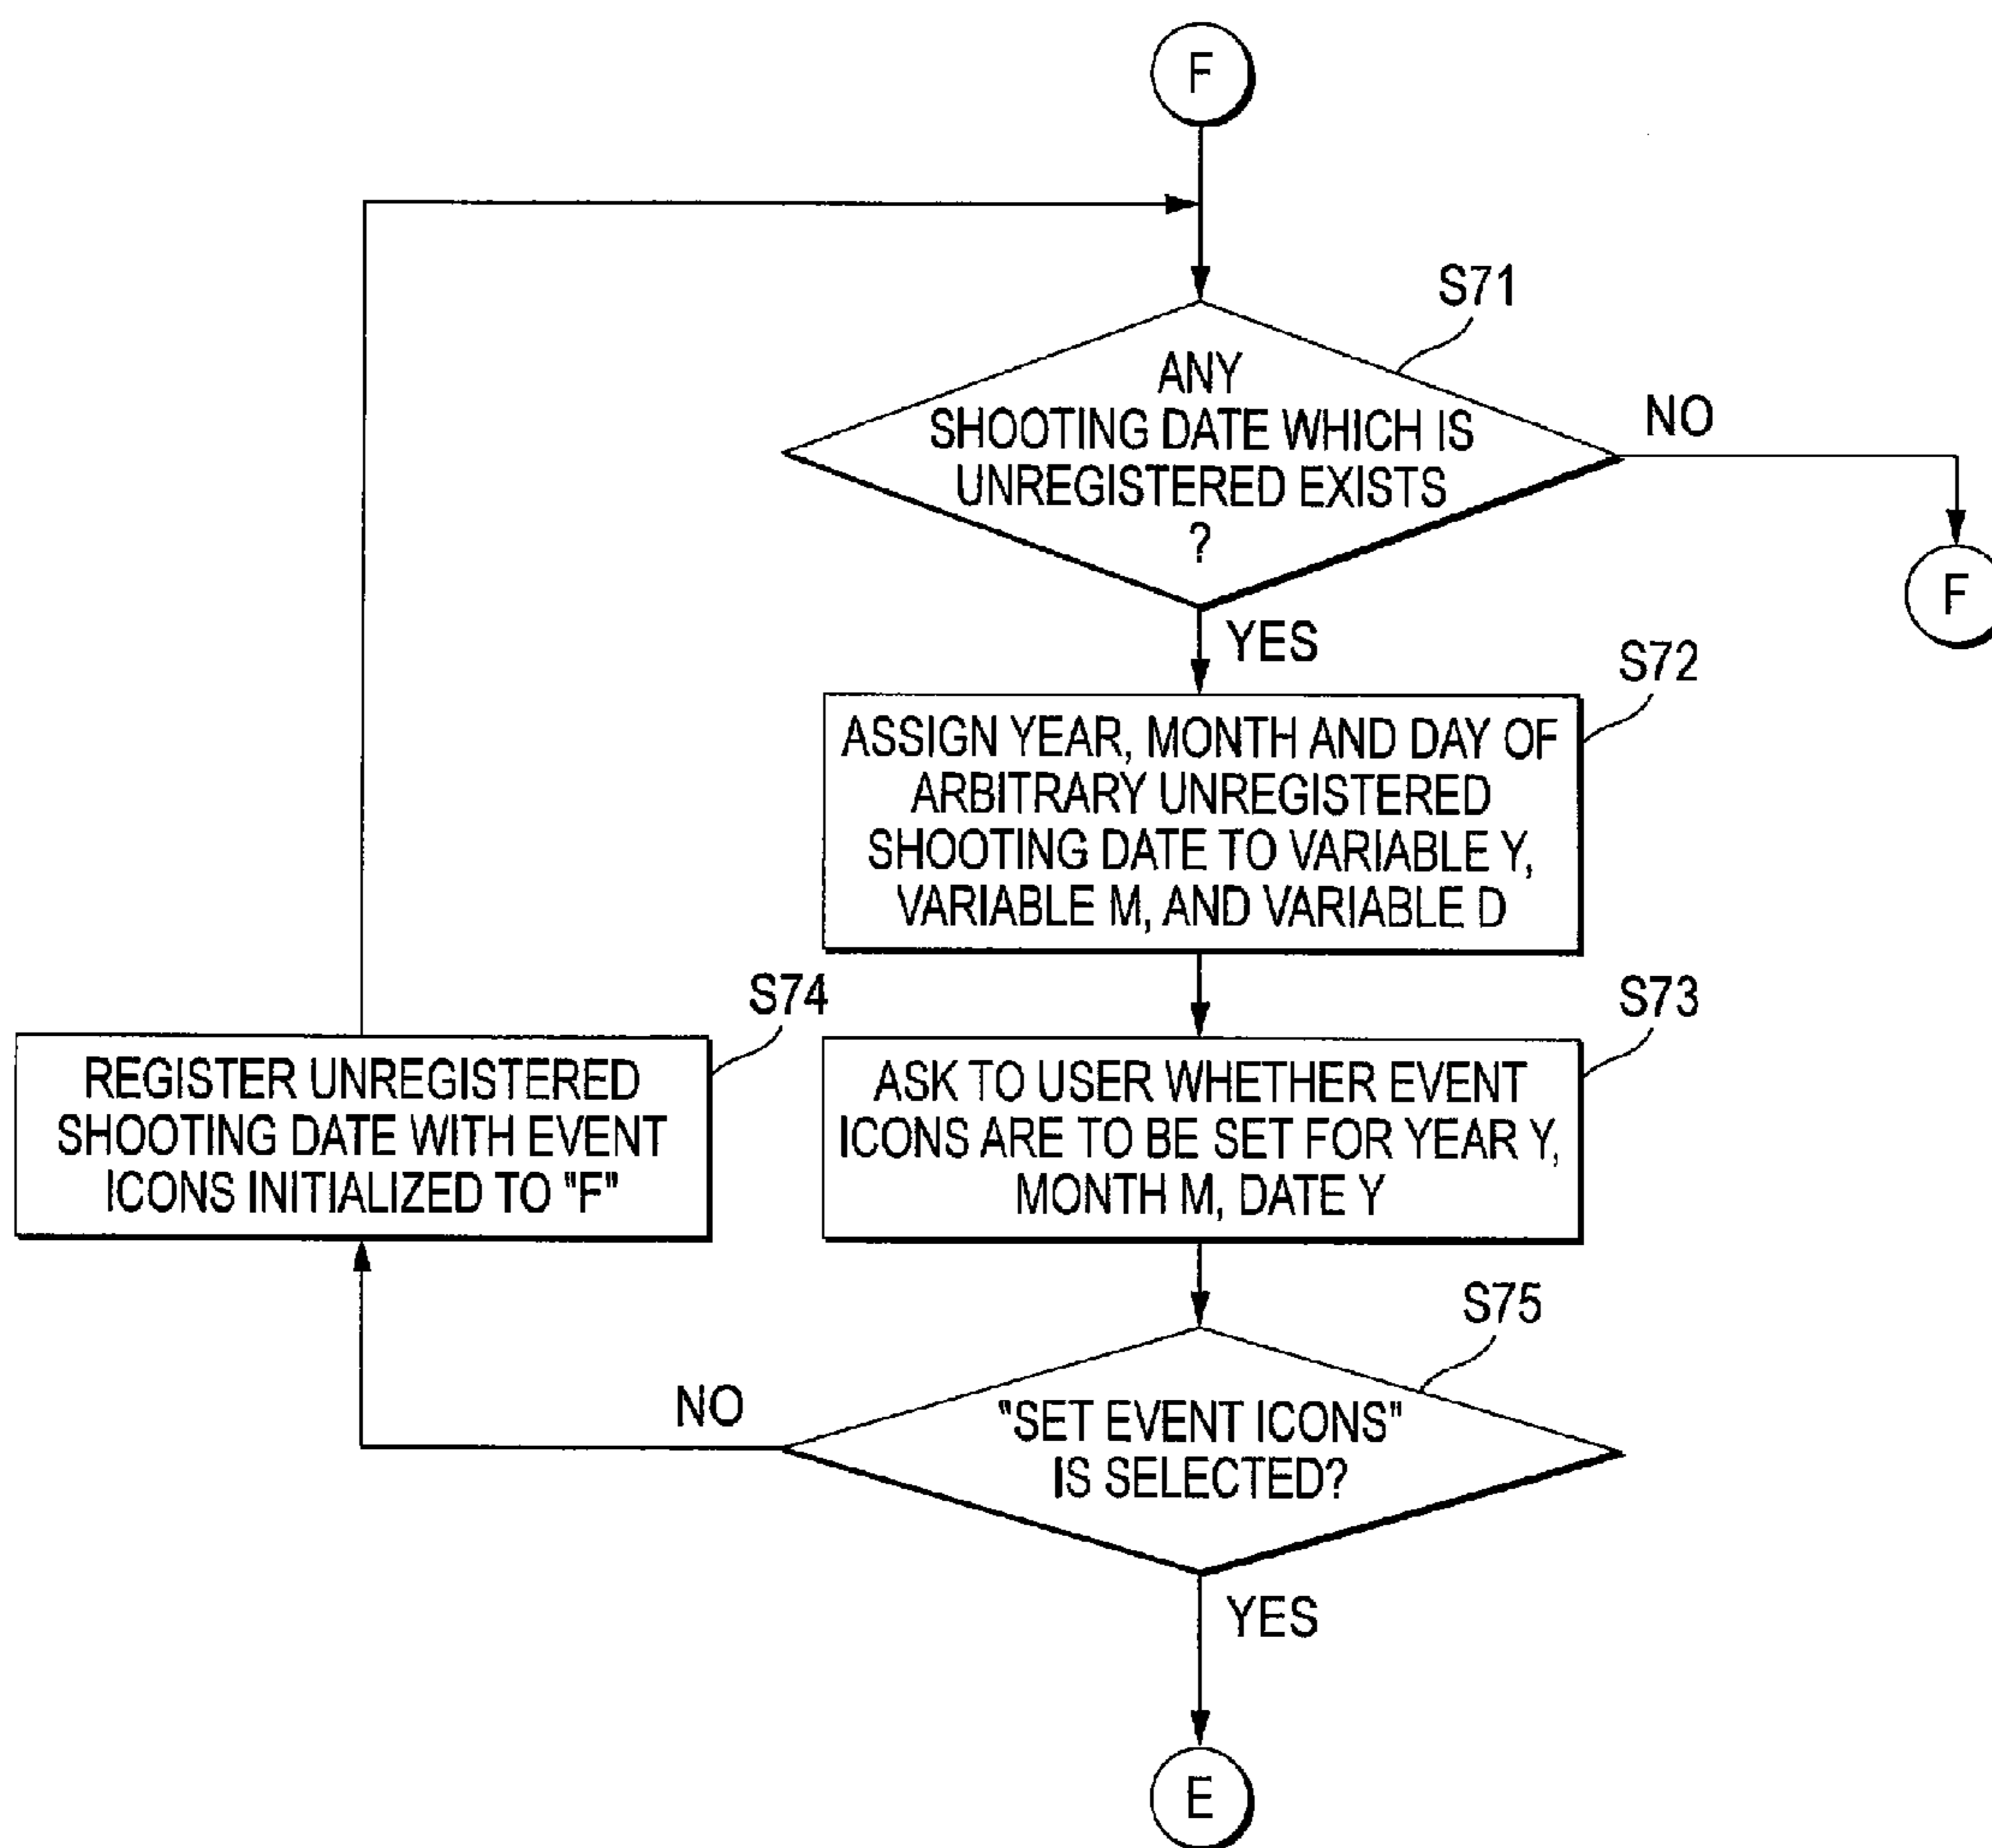 F
S71
ANY
SHOOTING DATE WHICH IS
UNREGISTERED EXISTS
?
NO
F
YES
S72
ASSIGN YEAR, MONTH AND DAY OF
ARBITRARY UNREGISTERED
SHOOTING DATE TO VARIABLE Y,
VARIABLE M, AND VARIABLE D
S74
REGISTER UNREGISTERED
SHOOTING DATE WITH EVENT
ICONS INITIALIZED TO "F"
S73
ASK TO USER WHETHER EVENT
ICONS ARE TO BE SET FOR YEAR Y,
MONTH M, DATE Y
S75
NO
"SET EVENT ICONS"
IS SELECTED?
YES
E